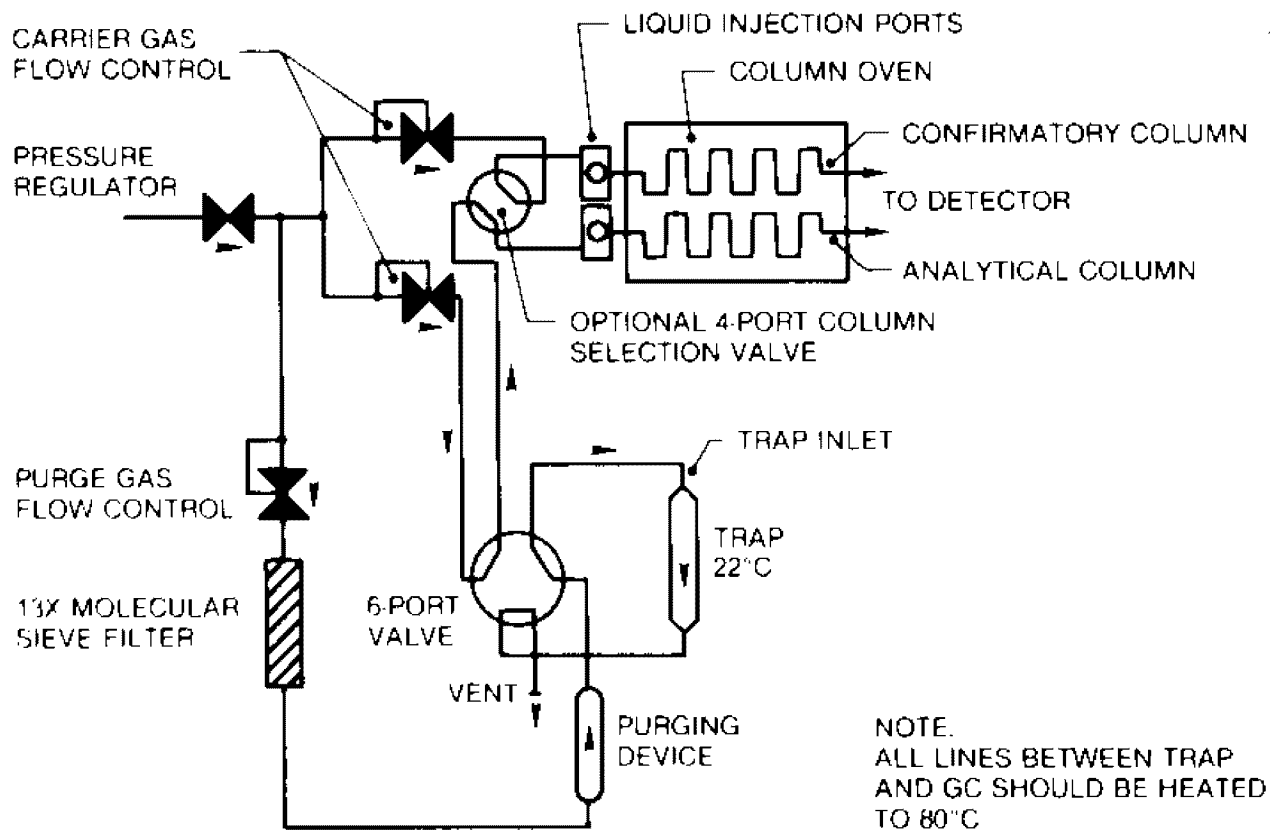 CARRIER GAS
FLOW CONTROL
LIQUID INJECTION PORTS
COLUMN OVEN
CONFIRMATORY COLUMN
PRESSURE
REGULATOR
TO DETECTOR
ANALYTICAL COLUMN
OPTIONAL 4-PORT COLUMN
SELECTION VALVE
TRAP INLET
PURGE GAS
FLOW CONTROL
TRAP
22°C
13X MOLECULAR
SIEVE FILTER
6-PORT
VALVE
VENT
PURGING
DEVICE
NOTE.
ALL LINES BETWEEN TRAP
AND GC SHOULD BE HEATED
TO 80°C